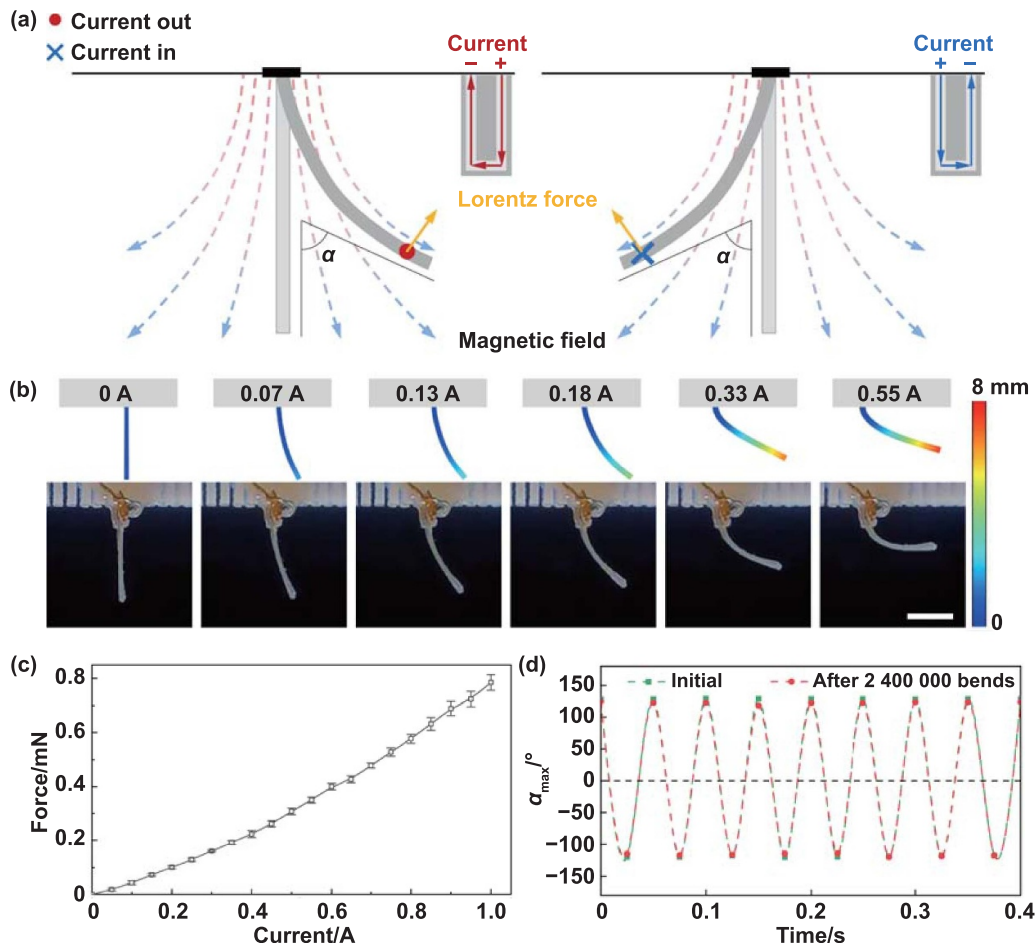 (a)
Current out
Current in
Current
− +
Current
+ −
Lorentz force
α
α
Magnetic field
(b)
0 A
0.07 A
0.13 A
0.18 A
0.33 A
0.55 A
8 mm
0
(c)
Force/mN
0.8
0.6
0.4
0.2
0
0 0.2 0.4 0.6 0.8 1.0
Current/A
(d)
Initial
After 2 400 000 bends
αmax/°
150
100
50
0
−50
−100
−150
0 0.1 0.2 0.3 0.4
Time/s